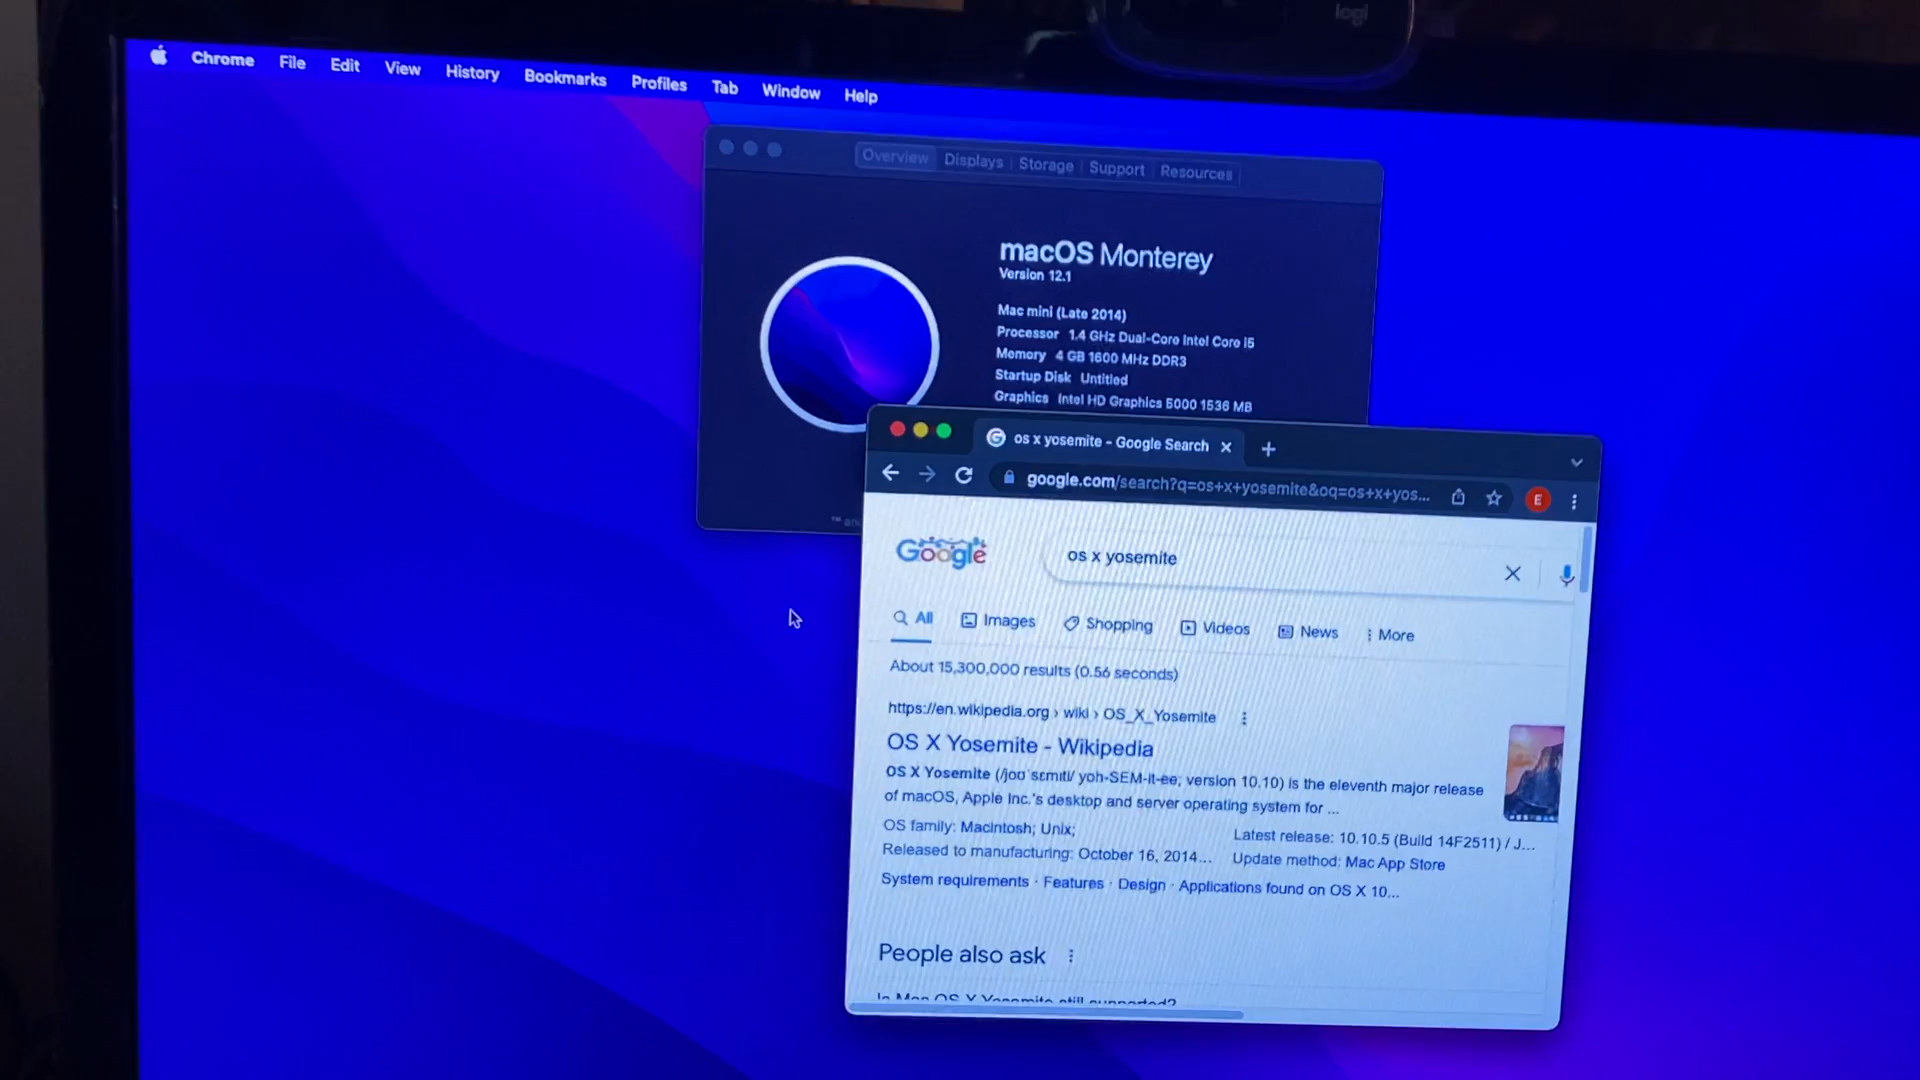 logi
Chrome File Edit View History Bookmarks Profiles Tab Window Help
Overview Displays Storage Support Resources
macOS Monterey
Version 12.1
Mac mini (Late 2014)
Processor 1.4 GHz Dual-Core Intel Core i5
Memory 4 GB 1600 MHz DDR3
Startup Disk Untitled
Graphics Intel HD Graphics 5000 1536 MB
os x yosemite - Google Search
google.com/search?q=os+x+yosemite&oq=os+x+yos...
E
Google
os x yosemite
All Images Shopping Videos News More
About 15,300,000 results (0.56 seconds)
https://en.wikipedia.org › wiki › OS_X_Yosemite
OS X Yosemite - Wikipedia
OS X Yosemite (/joʊˈsɛmɪti/ yoh-SEM-it-ee; version 10.10) is the eleventh major release
of macOS, Apple Inc.'s desktop and server operating system for ...
OS family: Macintosh; Unix;
Latest release: 10.10.5 (Build 14F2511) / J...
Released to manufacturing: October 16, 2014...
Update method: Mac App Store
System requirements · Features · Design · Applications found on OS X 10...
People also ask
Is Mac OS X Yosemite still supported?